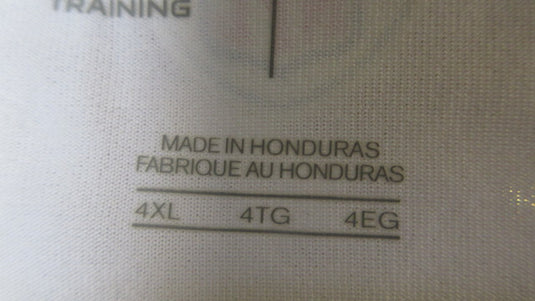 TRAINING
MADE IN HONDURAS
FABRIQUE AU HONDURAS
4XL 4TG 4EG